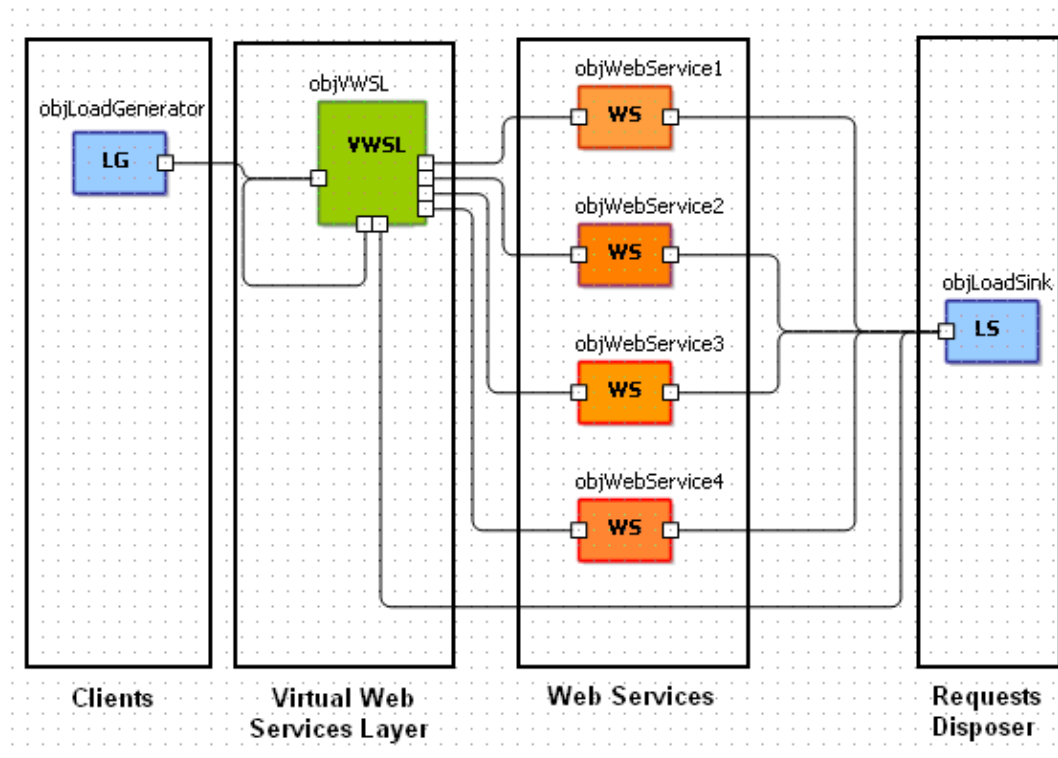 objLoadGenerator
LG
objVWSL
VWSL
objWebService1
WS
objWebService2
WS
objWebService3
WS
objWebService4
WS
objLoadSink
LS
Clients
Virtual Web
Services Layer
Web Services
Requests
Disposer